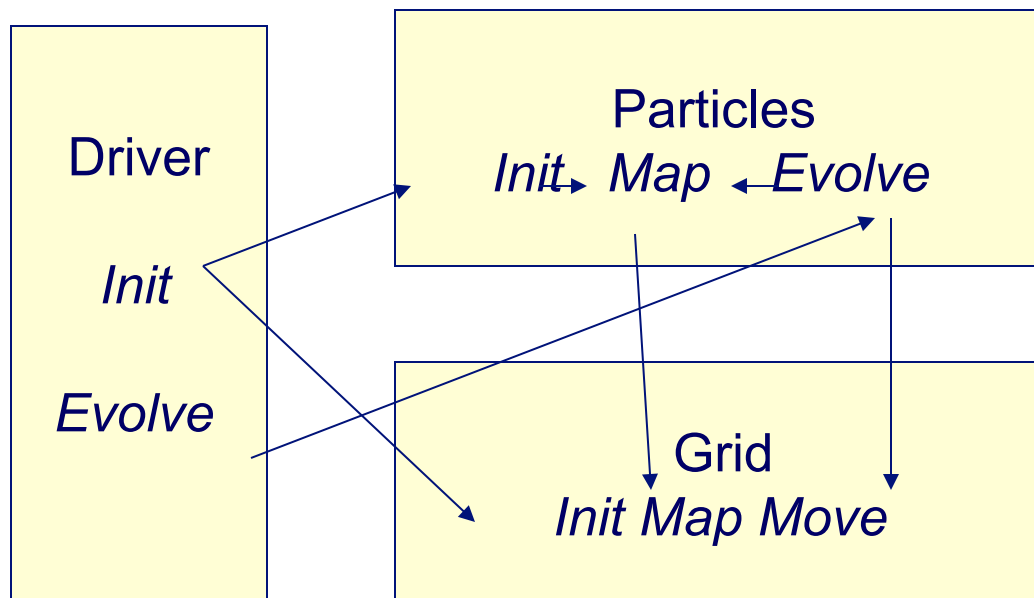 Driver
Init
Evolve
Particles
Init Map Evolve
Grid
Init Map Move